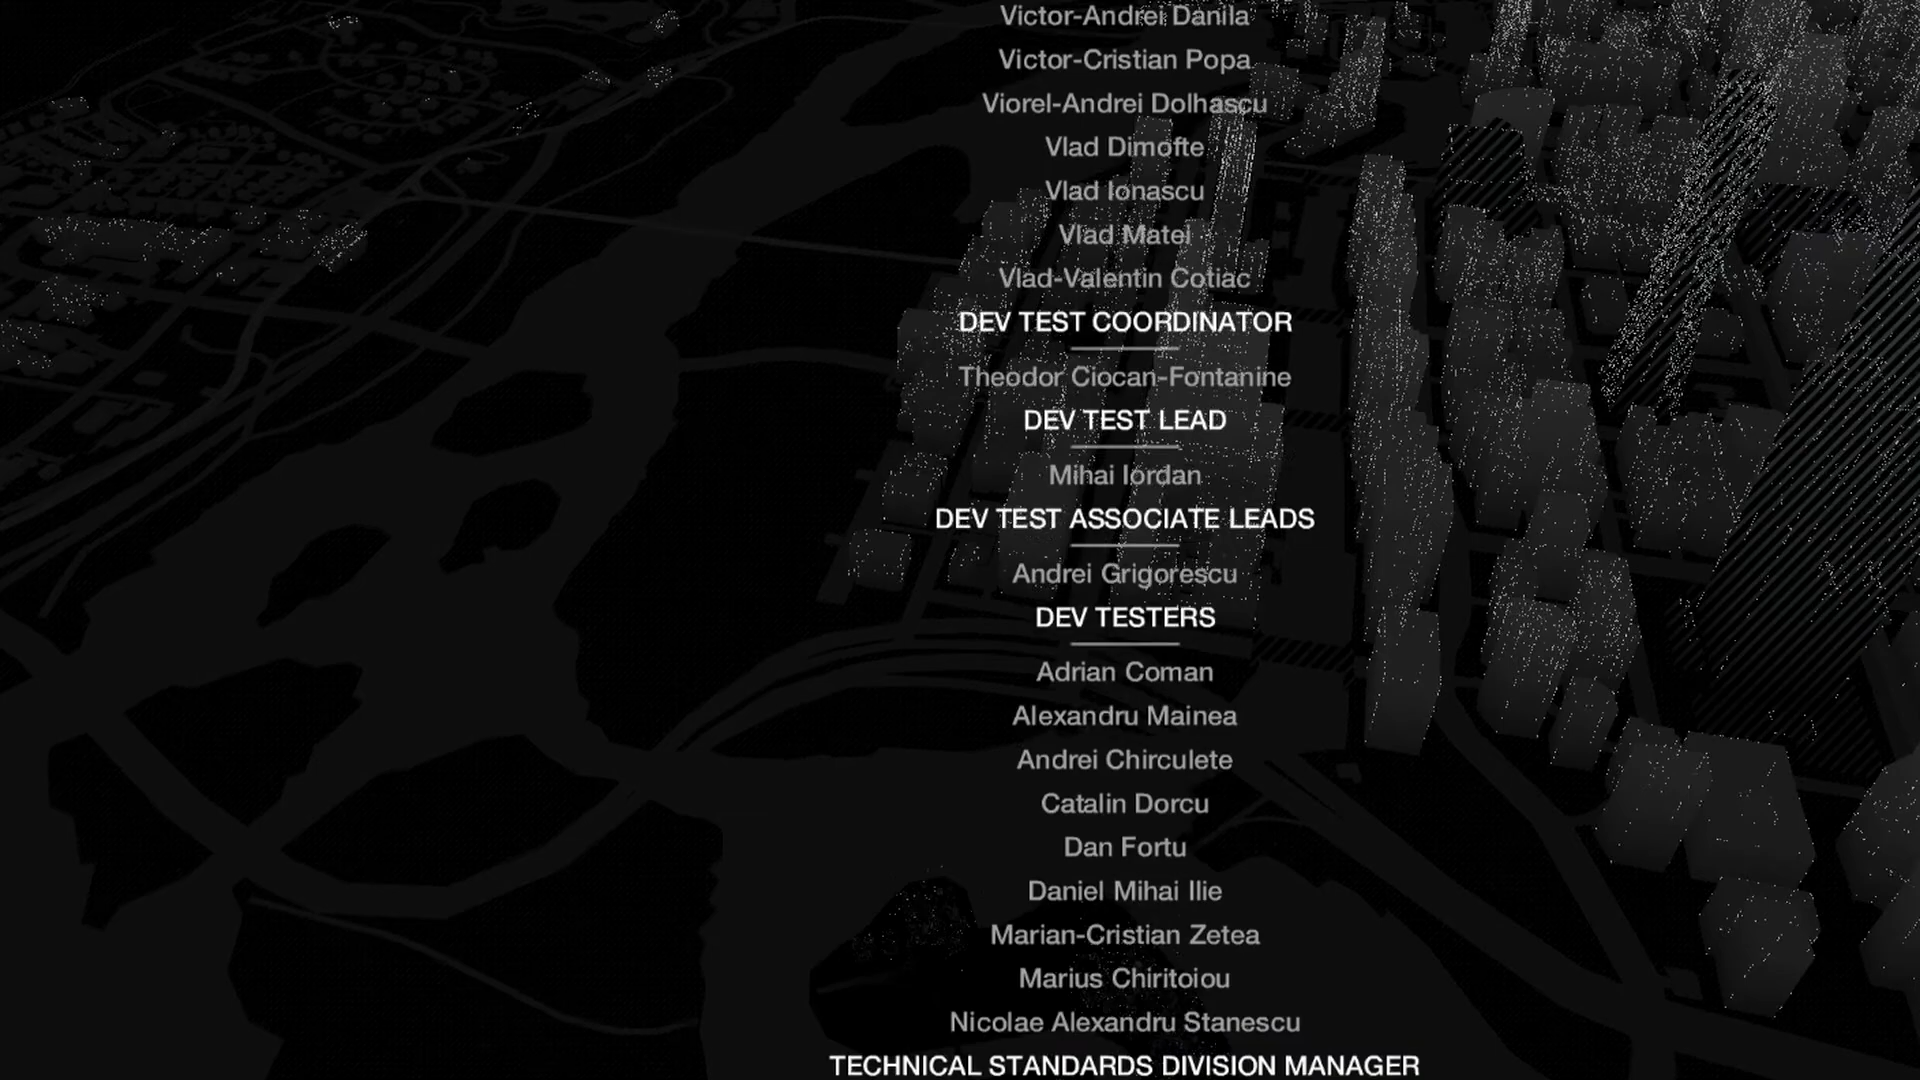 Victor-Andrei Danila
Victor-Cristian Popa
Viorel-Andrei Dolhascu
Vlad Dimofte
Vlad Ionascu
Vlad Matei
Vlad-Valentin Cotiac
DEV TEST COORDINATOR
Theodor Ciocan-Fontanine
DEV TEST LEAD
Mihai Iordan
DEV TEST ASSOCIATE LEADS
Andrei Grigorescu
DEV TESTERS
Adrian Coman
Alexandru Mainea
Andrei Chirculete
Catalin Dorcu
Dan Fortu
Daniel Mihai Ilie
Marian-Cristian Zetea
Marius Chiritoiou
Nicolae Alexandru Stanescu
TECHNICAL STANDARDS DIVISION MANAGER